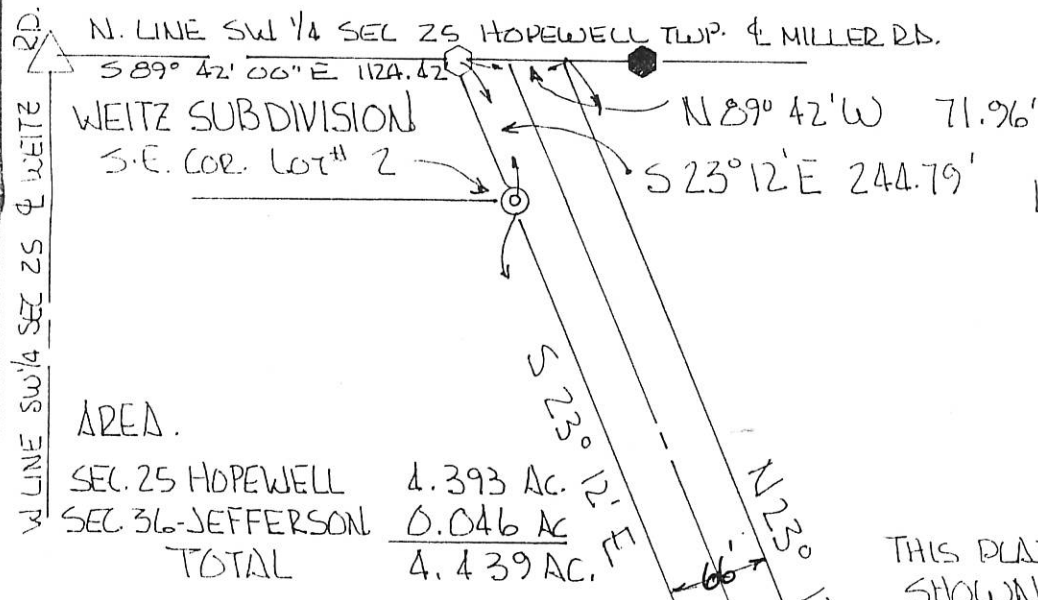 N. LINE SW 1/4 SEC 25 HOPEWELL TWP. ℄ MILLER RD.
S 89° 42' 00" E 1124.42'
WEITZ SUBDIVISION
S.E. COR. LOT # 2
N 89° 42' W 71.96'
S 23° 12' E 244.79'
W LINE SW 1/4 SEC 25 ℄ WEITZ RD.
S 23° 12' E
N 23°
66'
AREA.
SEC. 25 HOPEWELL 4.393 AC.
SEC. 36-JEFFERSON 0.046 AC
TOTAL 4.439 AC.
THIS PLA
SHOWN